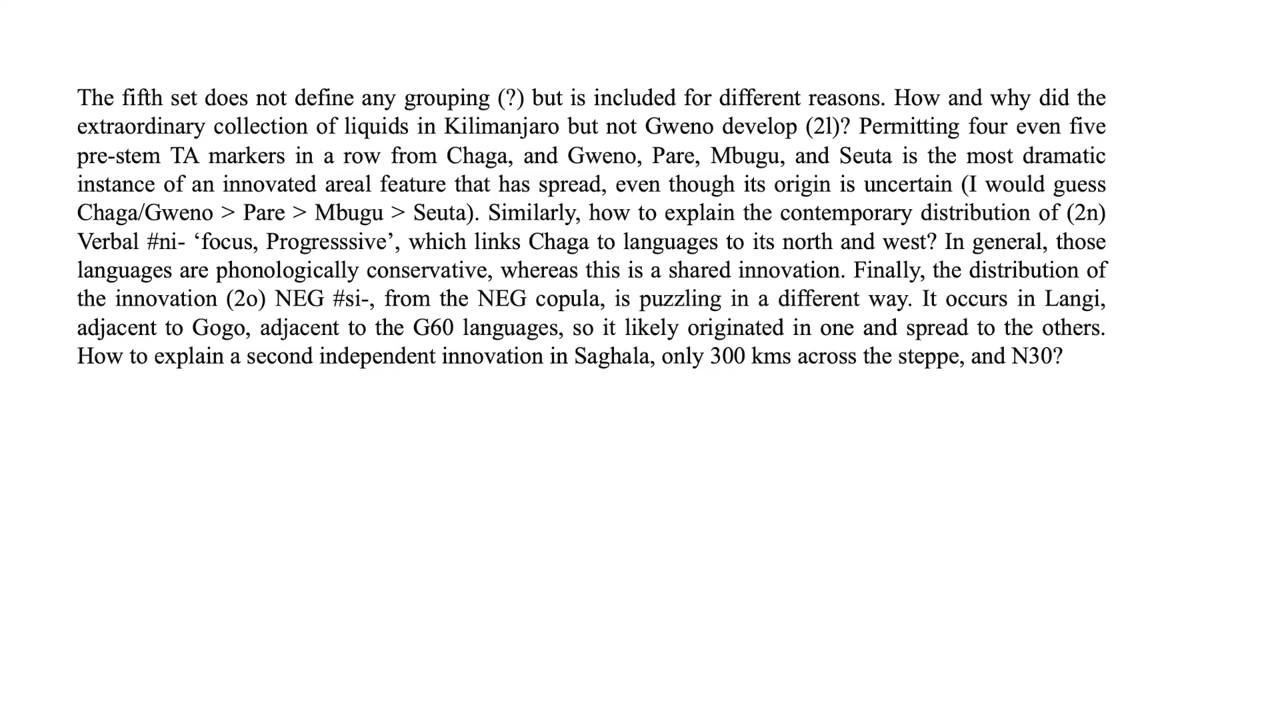 The fifth set does not define any grouping (?) but is included for different reasons. How and why did the
extraordinary collection of liquids in Kilimanjaro but not Gweno develop (2l)? Permitting four even five
pre-stem TA markers in a row from Chaga, and Gweno, Pare, Mbugu, and Seuta is the most dramatic
instance of an innovated areal feature that has spread, even though its origin is uncertain (I would guess
Chaga/Gweno > Pare > Mbugu > Seuta). Similarly, how to explain the contemporary distribution of (2n)
Verbal #ni- ‘focus, Progresssive’, which links Chaga to languages to its north and west? In general, those
languages are phonologically conservative, whereas this is a shared innovation. Finally, the distribution of
the innovation (2o) NEG #si-, from the NEG copula, is puzzling in a different way. It occurs in Langi,
adjacent to Gogo, adjacent to the G60 languages, so it likely originated in one and spread to the others.
How to explain a second independent innovation in Saghala, only 300 kms across the steppe, and N30?